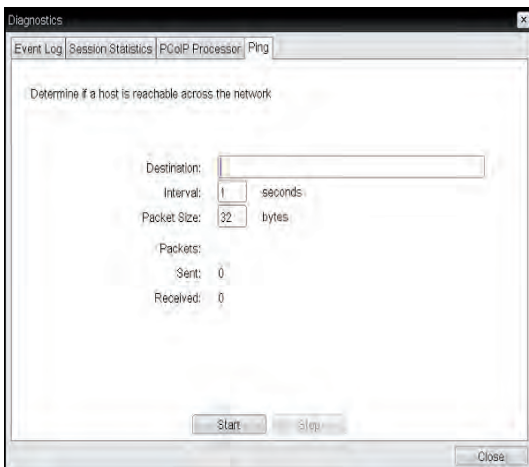 Diagnostics
Event Log Session Statistics PCoIP Processor Ping
Determine if a host is reachable across the network
Destination:
Interval: 1 seconds
Packet Size: 32 bytes
Packets:
Sent: 0
Received: 0
Start Stop
Close